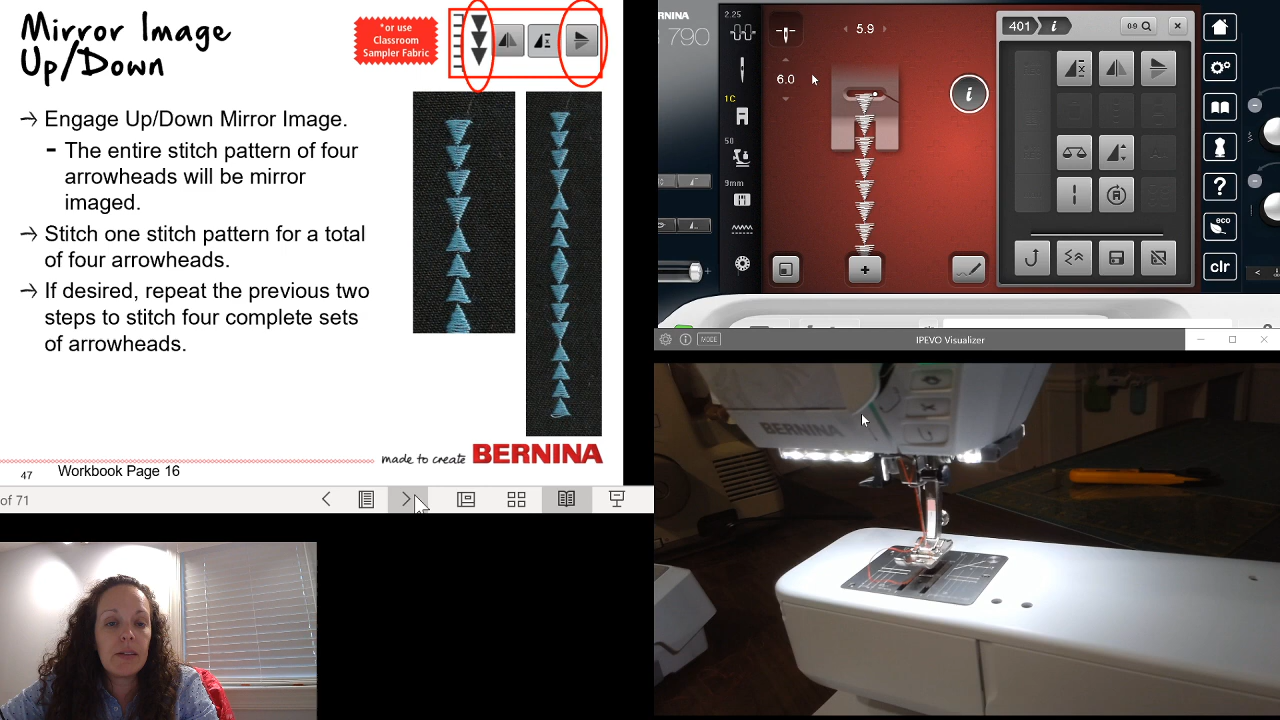 Mirror Image
Up/Down
*or use
Classroom
Sampler Fabric
→ Engage Up/Down Mirror Image.
- The entire stitch pattern of four
arrowheads will be mirror
imaged.
→ Stitch one stitch pattern for a total
of four arrowheads.
→ If desired, repeat the previous two
steps to stitch four complete sets
of arrowheads.
made to create BERNINA
47 Workbook Page 16
of 71
790
2.25
5.9
6.0
1C
50
9mm
401
i
0.9
i
?
eco
clr
MODE
IPEVO Visualizer
BERNINA